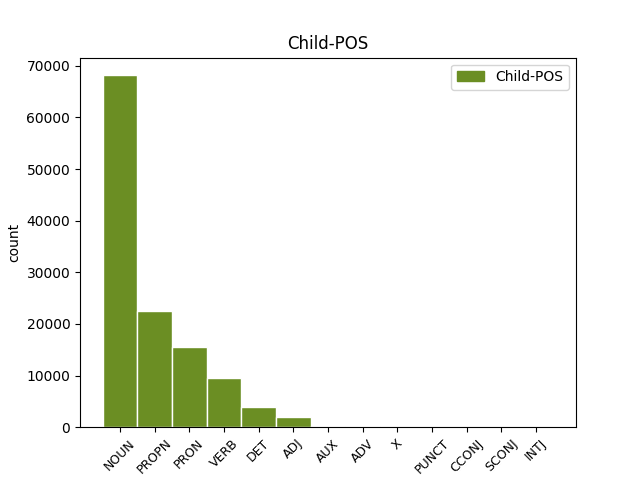 Child-POS
Child-POS
70000
60000
50000
40000
30000
20000
10000
0
count
NOUN PROPN PRON VERB DET ADJ AUX ADV X PUNCT CCONJ SCONJ INTJ